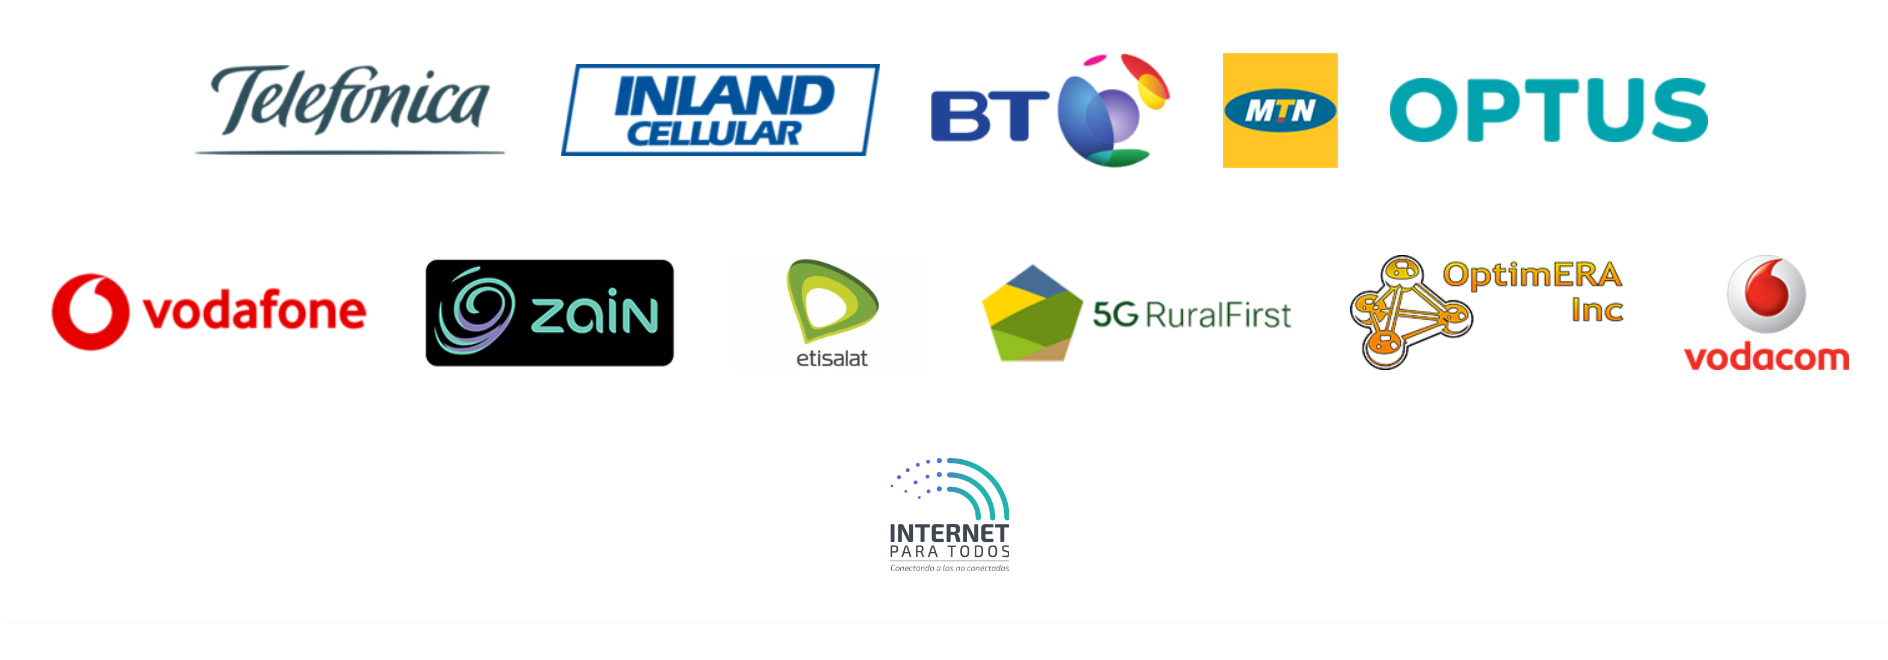 Telefónica
INLAND
CELLULAR
BT
MTN
OPTUS
vodafone
zain
etisalat
5G RuralFirst
OptimERA
Inc
vodacom
INTERNET
PARA TODOS
Conectando a los no conectados